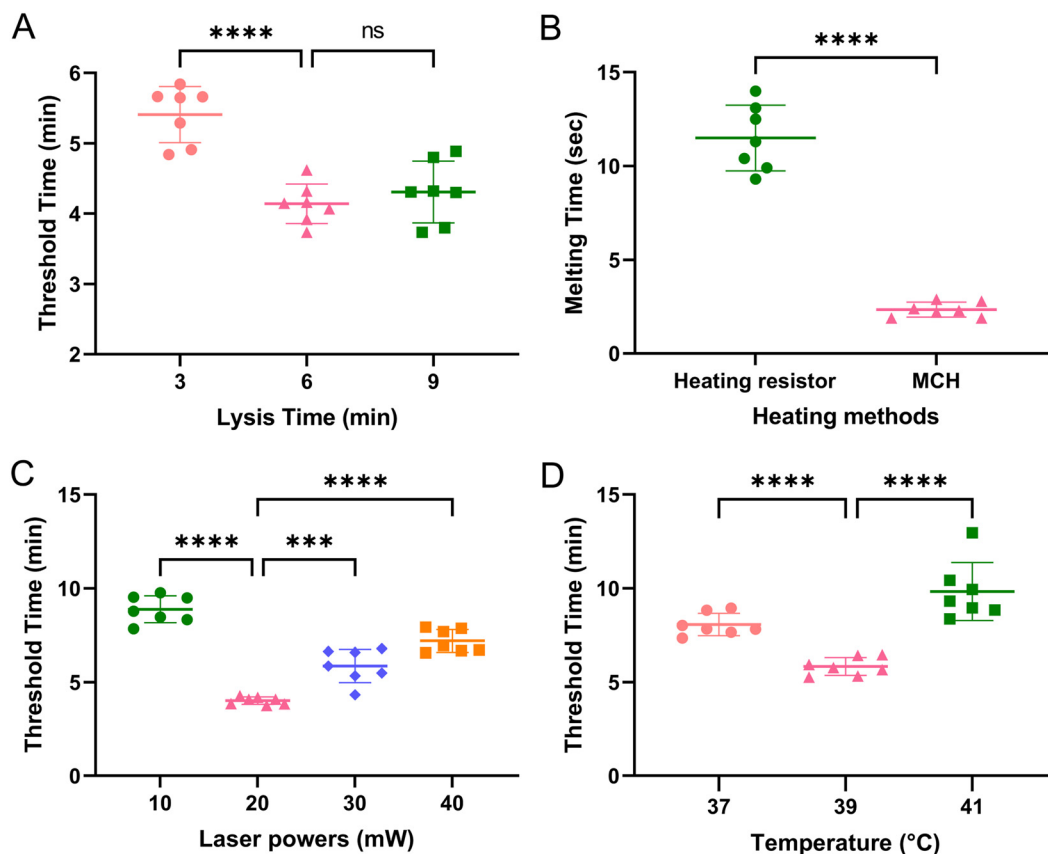 A
**** ns
6
5
4
3
2
Threshold Time (min)
3 6 9
Lysis Time (min)
B
****
15
10
5
0
Melting Time (sec)
Heating resistor MCH
Heating methods
C
****
**** ***
15
10
5
0
Threshold Time (min)
10 20 30 40
Laser powers (mW)
D
**** ****
15
10
5
0
Threshold Time (min)
37 39 41
Temperature (°C)